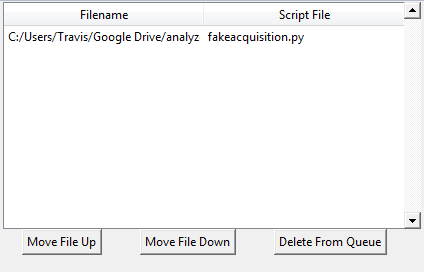 Filename Script File
C:/Users/Travis/Google Drive/analyz fakeacquisition.py
Move File Up Move File Down Delete From Queue